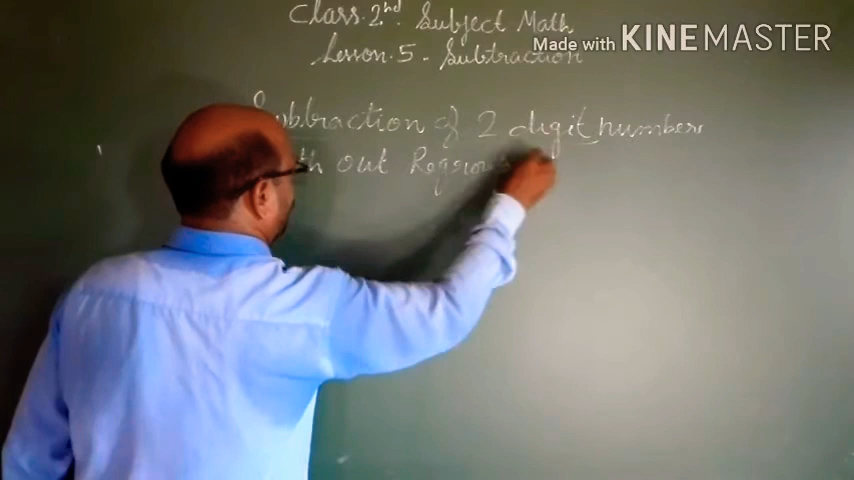 Class. 2nd. Subject Math
Made with KINEMASTER
Lesson. 5 - Subtraction
Subtraction of 2 digit numbers
out